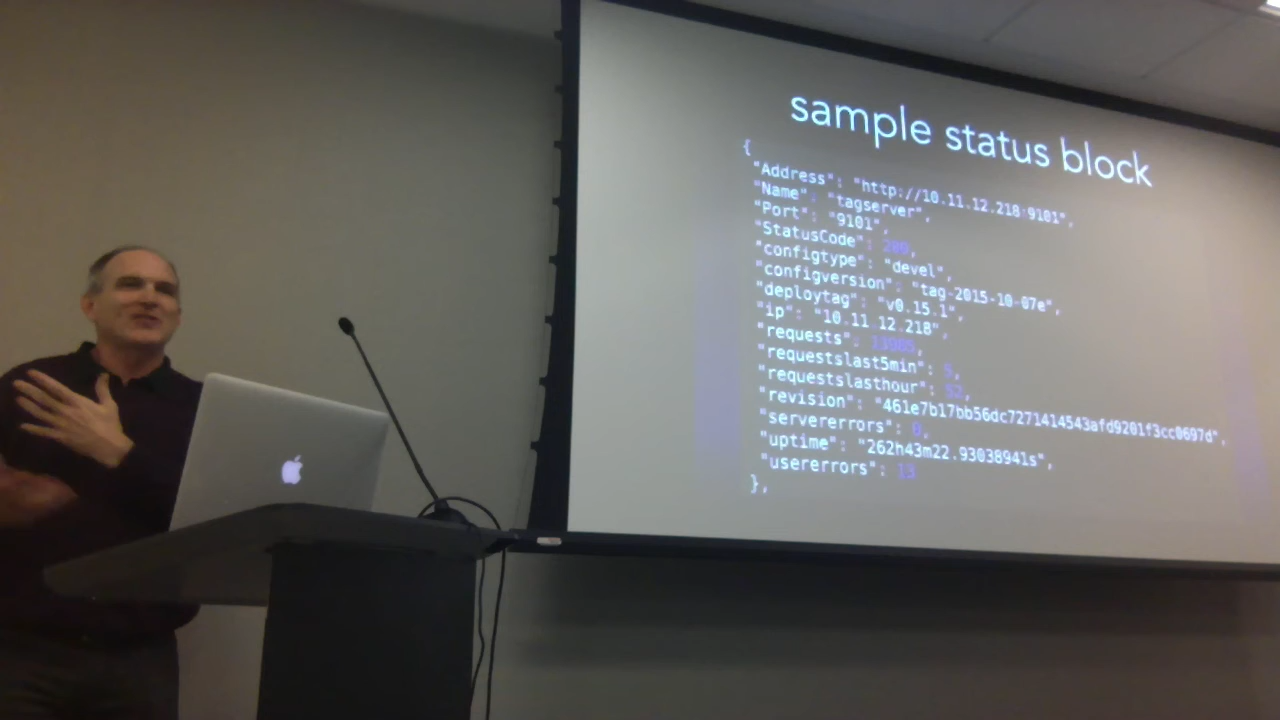 sample status block
{
"Address": "http://10.11.12.218:9101",
"Name": "tagserver",
"Port": "9101",
"StatusCode": 200,
"configtype": "devel",
"configversion": "tag-2015-10-07e",
"deploytag": "v0.15.1",
"ip": "10.11.12.218",
"requests":
"requestslast5min": 5,
"requestslasthour": 52,
"revision": "461e7b17bb56dc7271414543afd9201f3cc0697d",
"servererrors": 0,
"uptime": "262h43m22.93038941s",
"usererrors": 13
},